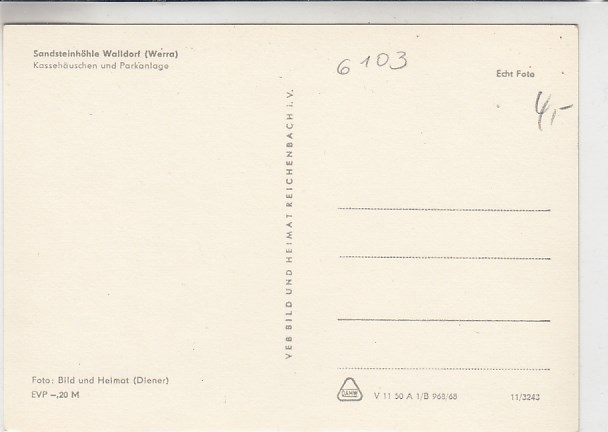 Sandsteinhöhle Walldorf (Werra)
Kassehäuschen und Parkanlage
6103
Echt Foto
4,-
VEB BILD UND HEIMAT REICHENBACH i. V.
Foto: Bild und Heimat (Diener)
EVP -,20 M
DAHW
V 11 50 A 1/B 968/68
11/3243